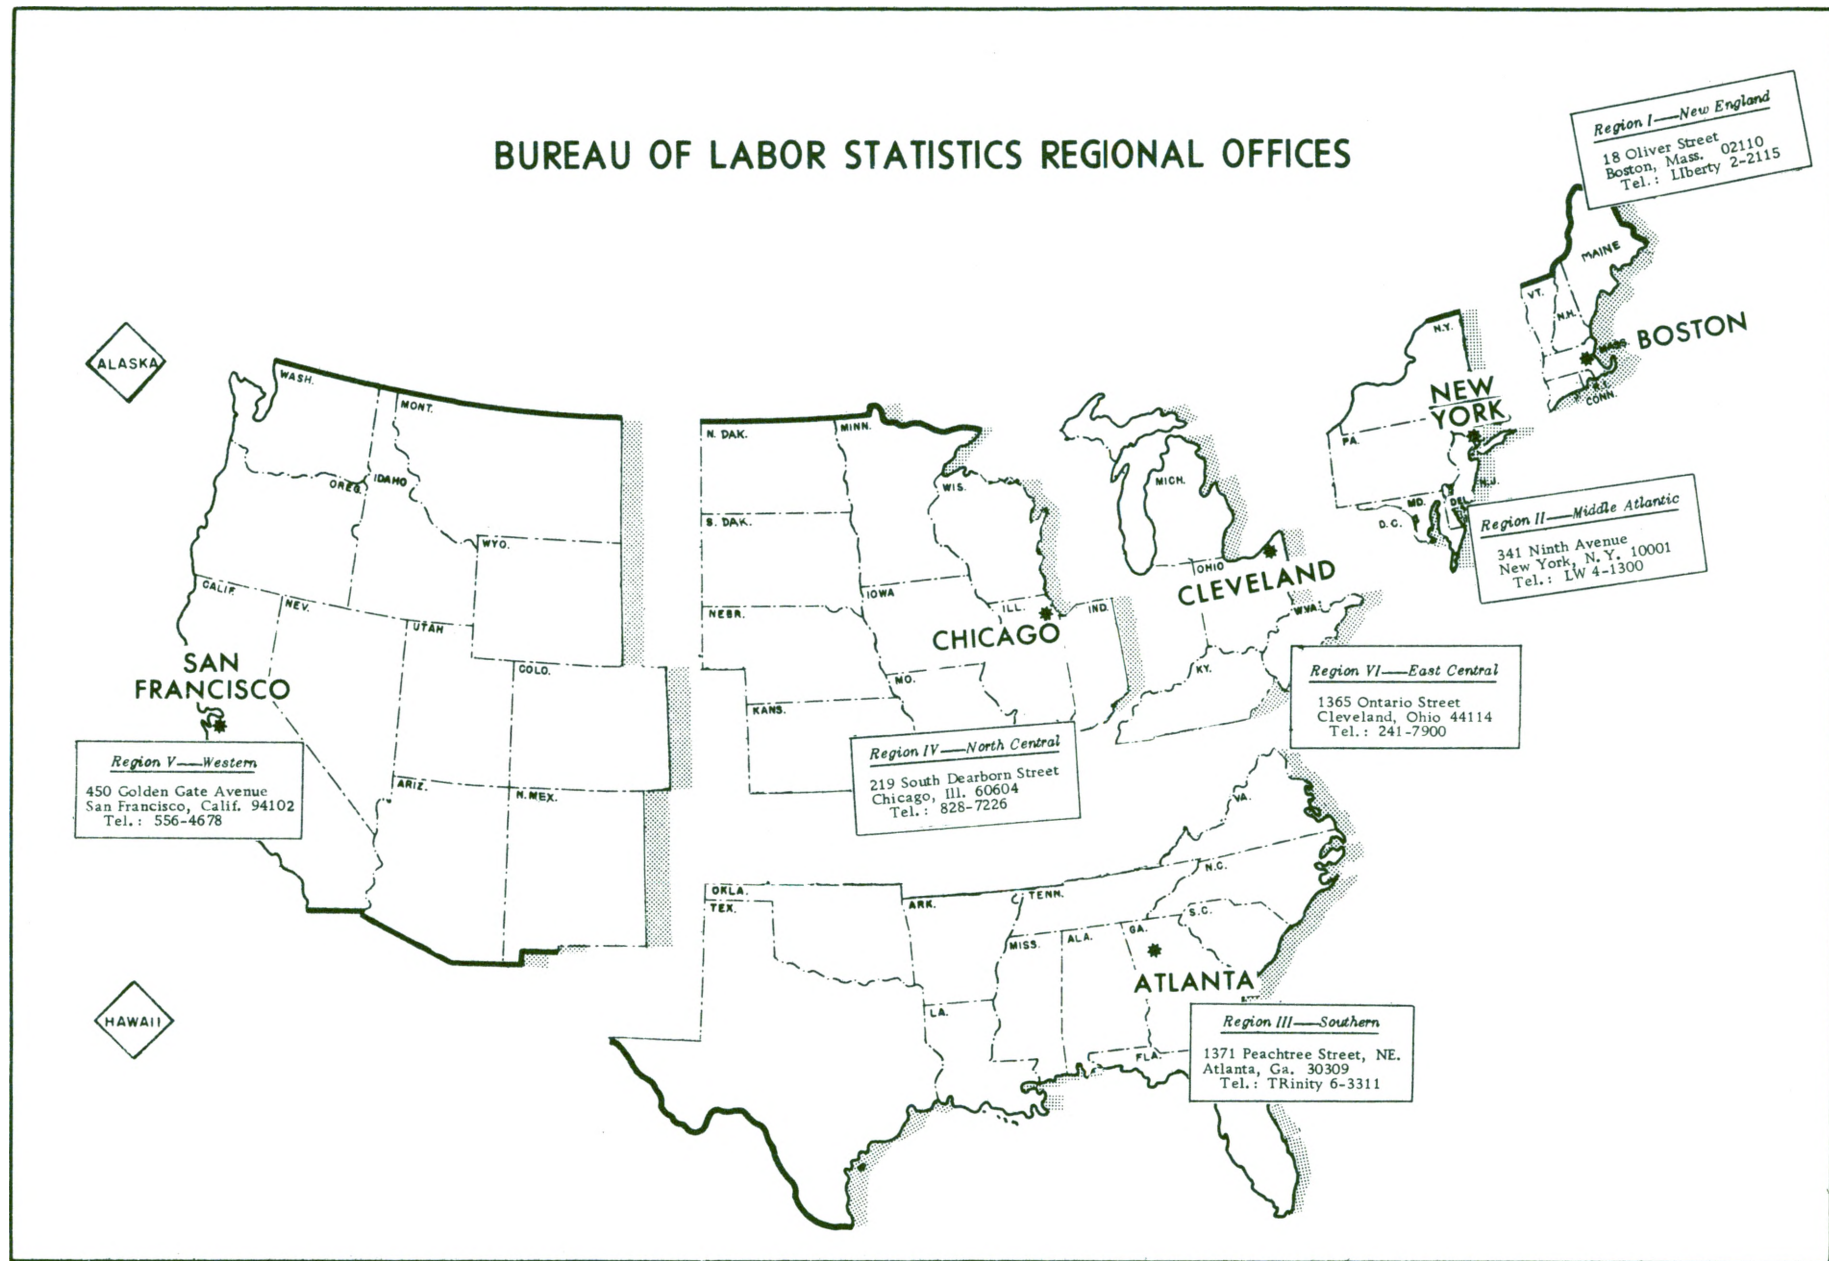 BUREAU OF LABOR STATISTICS REGIONAL OFFICES
Region I—New England
18 Oliver Street
Boston, Mass. 02110
Tel.: LIberty 2-2115
MAINE
VT.
N.H.
MASS.
BOSTON
R.I.
CONN.
N.Y.
NEW
YORK
PA.
N.J.
MD.
DEL.
D.C.
Region II—Middle Atlantic
341 Ninth Avenue
New York, N.Y. 10001
Tel.: LW 4-1300
ALASKA
WASH.
MONT.
OREG.
IDAHO
WYO.
CALIF.
NEV.
UTAH
COLO.
SAN
FRANCISCO
Region V—Western
450 Golden Gate Avenue
San Francisco, Calif. 94102
Tel.: 556-4678
ARIZ.
N.MEX.
HAWAII
N. DAK.
MINN.
WIS.
S. DAK.
IOWA
NEBR.
ILL.
IND.
CHICAGO
MO.
KANS.
Region IV—North Central
219 South Dearborn Street
Chicago, Ill. 60604
Tel.: 828-7226
MICH.
OHIO
CLEVELAND
W.VA.
KY.
Region VI—East Central
1365 Ontario Street
Cleveland, Ohio 44114
Tel.: 241-7900
VA.
N.C.
OKLA.
TEX.
ARK.
TENN.
S.C.
MISS.
ALA.
GA.
ATLANTA
LA.
FLA.
Region III—Southern
1371 Peachtree Street, NE.
Atlanta, Ga. 30309
Tel.: TRinity 6-3311